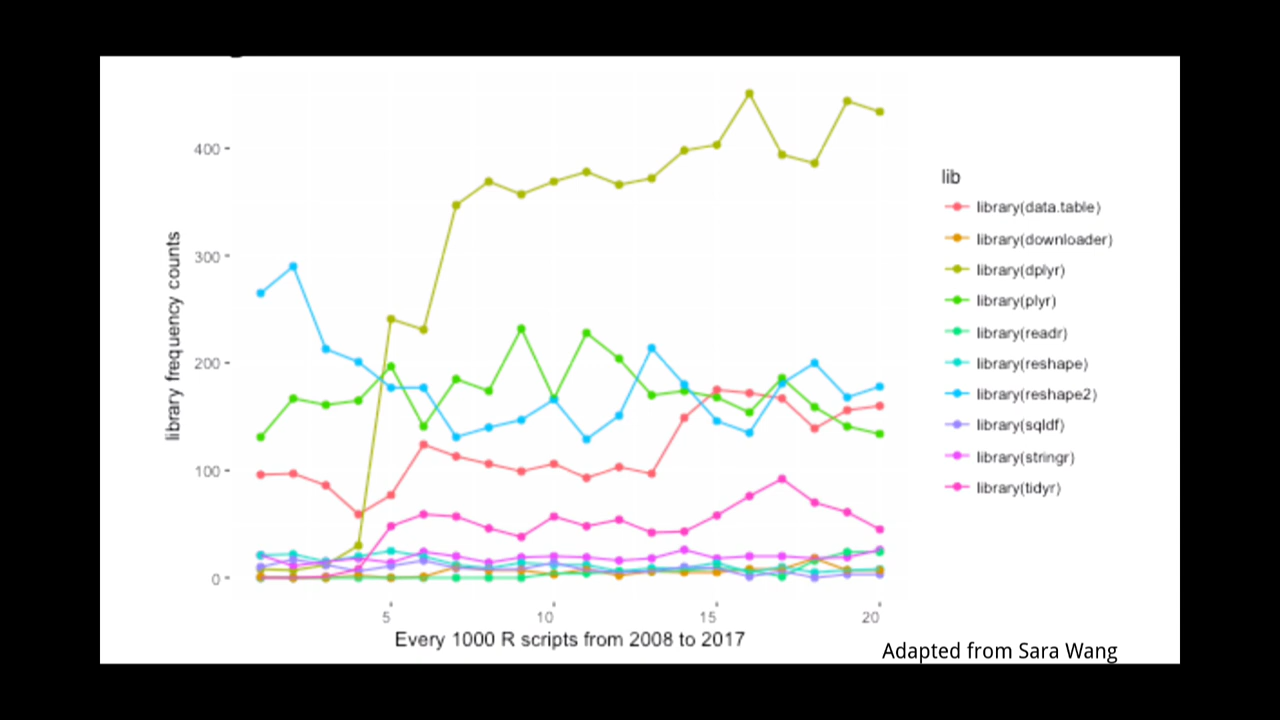 400
300
200
100
0
library frequency counts
5 10 15 20
Every 1000 R scripts from 2008 to 2017
lib
library(data.table)
library(downloader)
library(dplyr)
library(plyr)
library(readr)
library(reshape)
library(reshape2)
library(sqldf)
library(stringr)
library(tidyr)
Adapted from Sara Wang